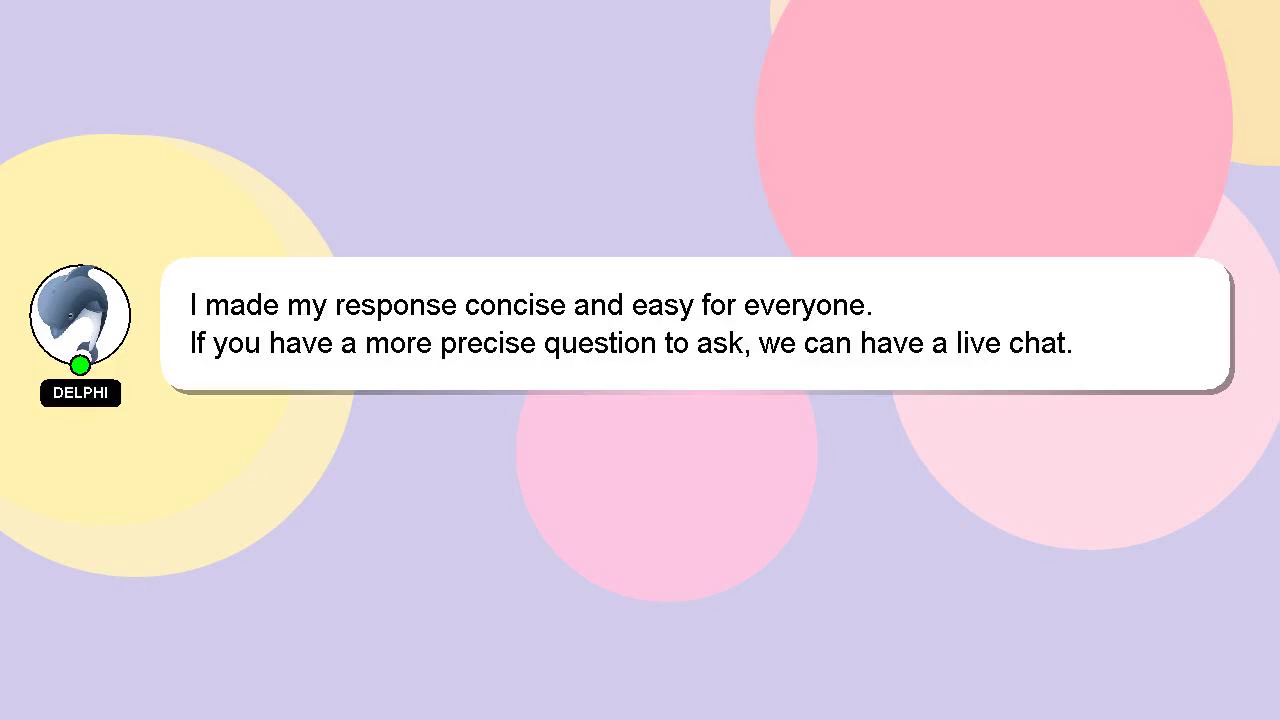 I made my response concise and easy for everyone.
If you have a more precise question to ask, we can have a live chat.
DELPHI